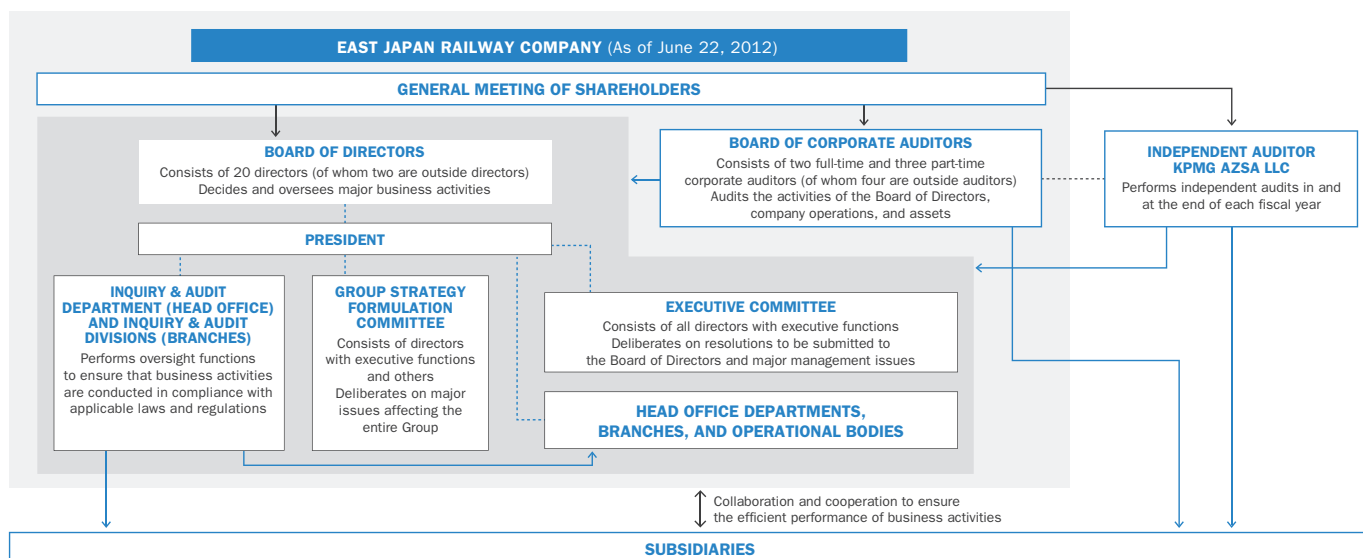 EAST JAPAN RAILWAY COMPANY (As of June 22, 2012)
GENERAL MEETING OF SHAREHOLDERS
BOARD OF DIRECTORS
Consists of 20 directors (of whom two are outside directors)
Decides and oversees major business activities
BOARD OF CORPORATE AUDITORS
Consists of two full-time and three part-time
corporate auditors (of whom four are outside auditors)
Audits the activities of the Board of Directors,
company operations, and assets
INDEPENDENT AUDITOR
KPMG AZSA LLC
Performs independent audits in and
at the end of each fiscal year
PRESIDENT
INQUIRY & AUDIT
DEPARTMENT (HEAD OFFICE)
AND INQUIRY & AUDIT
DIVISIONS (BRANCHES)
Performs oversight functions
to ensure that business activities
are conducted in compliance with
applicable laws and regulations
GROUP STRATEGY
FORMULATION
COMMITTEE
Consists of directors
with executive functions
and others
Deliberates on major
issues affecting the
entire Group
EXECUTIVE COMMITTEE
Consists of all directors with executive functions
Deliberates on resolutions to be submitted to
the Board of Directors and major management issues
HEAD OFFICE DEPARTMENTS,
BRANCHES, AND OPERATIONAL BODIES
Collaboration and cooperation to ensure
the efficient performance of business activities
SUBSIDIARIES